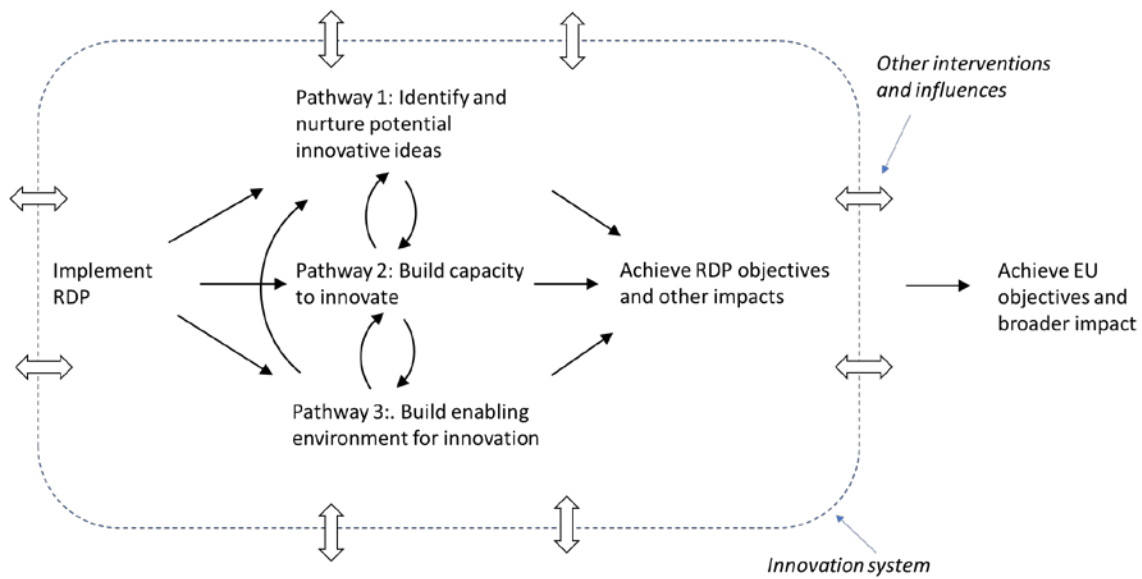 Other interventions
and influences
Pathway 1: Identify and
nurture potential
innovative ideas
Implement
RDP
Pathway 2: Build capacity
to innovate
Achieve RDP objectives
and other impacts
Achieve EU
objectives and
broader impact
Pathway 3:. Build enabling
environment for innovation
Innovation system